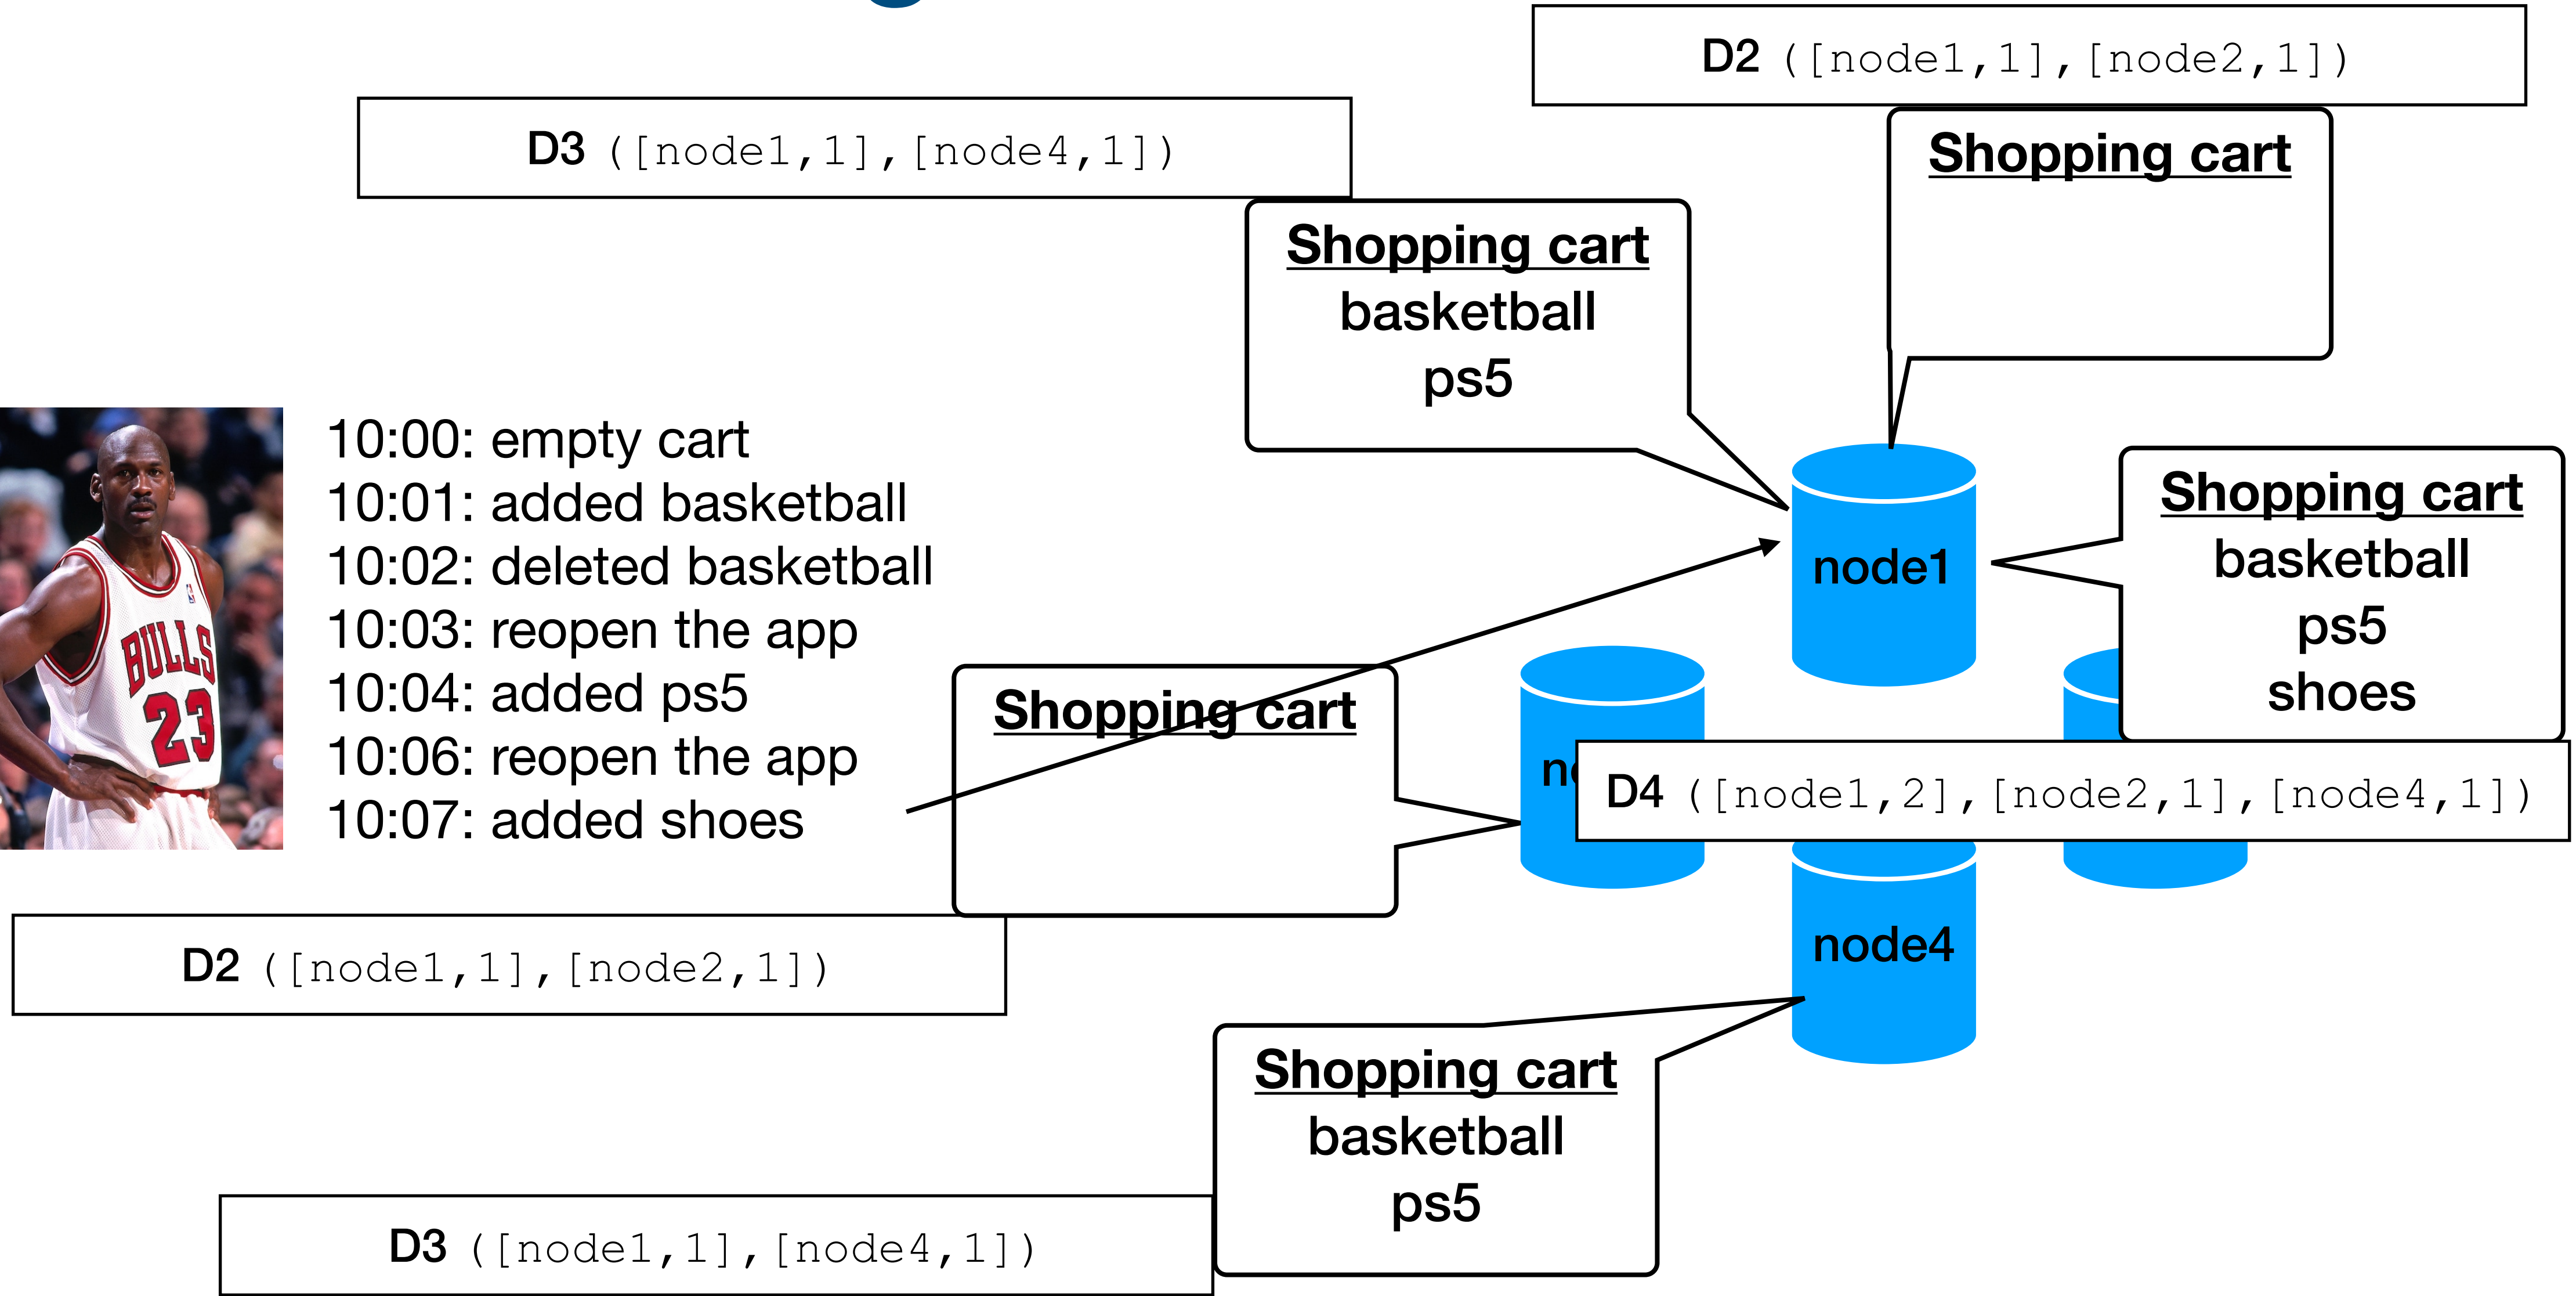 D2 ([node1,1],[node2,1])
D3 ([node1,1],[node4,1])
Shopping cart
Shopping cart
basketball
ps5
10:00: empty cart
10:01: added basketball
10:02: deleted basketball
10:03: reopen the app
10:04: added ps5
10:06: reopen the app
10:07: added shoes
BULLS
23
node1
Shopping cart
basketball
ps5
shoes
Shopping cart
D4 ([node1,2],[node2,1],[node4,1])
node4
D2 ([node1,1],[node2,1])
Shopping cart
basketball
ps5
D3 ([node1,1],[node4,1])